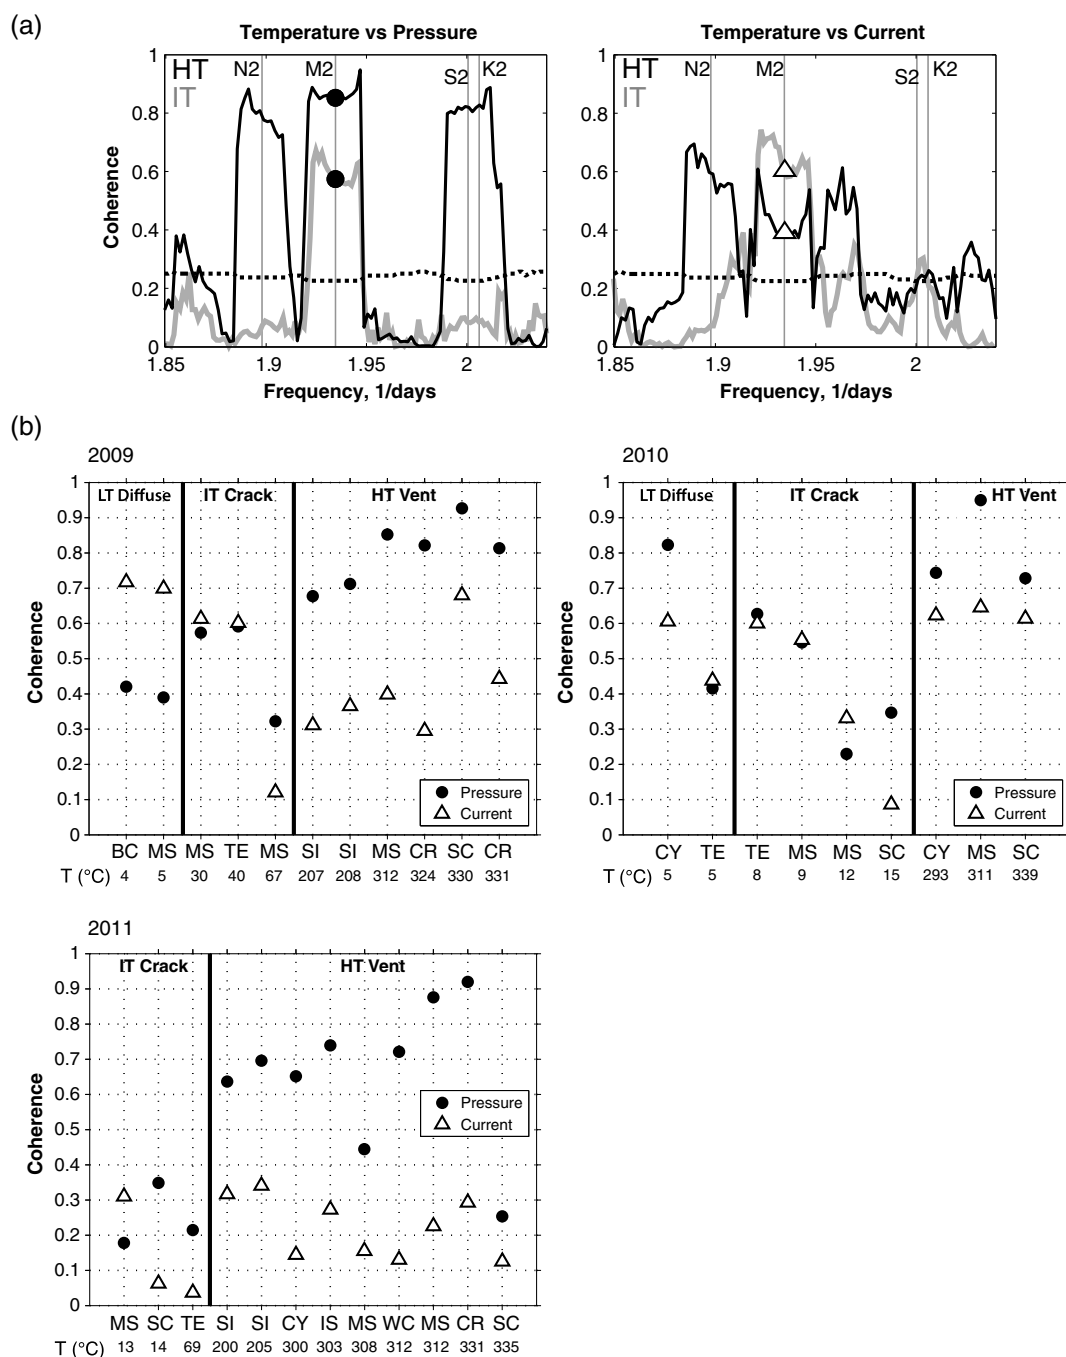 (a)
Temperature vs Pressure
Temperature vs Current
1
0.8
0.6
0.4
0.2
0
Coherence
HT
IT
N2
M2
S2
K2
1.85
1.9
1.95
2
Frequency, 1/days
1
0.8
0.6
0.4
0.2
0
HT
IT
N2
M2
S2
K2
1.85
1.9
1.95
2
Frequency, 1/days
(b)
2009
1
0.9
0.8
0.7
0.6
0.5
0.4
0.3
0.2
0.1
0
Coherence
LT Diffuse
IT Crack
HT Vent
Pressure
Current
BC MS MS TE MS SI SI MS CR SC CR
T (°C) 4 5 30 40 67 207 208 312 324 330 331
2010
1
0.9
0.8
0.7
0.6
0.5
0.4
0.3
0.2
0.1
0
Coherence
LT Diffuse
IT Crack
HT Vent
Pressure
Current
CY TE TE MS MS SC CY MS SC
T (°C) 5 5 8 9 12 15 293 311 339
2011
1
0.9
0.8
0.7
0.6
0.5
0.4
0.3
0.2
0.1
0
Coherence
IT Crack
HT Vent
Pressure
Current
MS SC TE SI SI CY IS MS WC MS CR SC
T (°C) 13 14 69 200 205 300 303 308 312 312 331 335